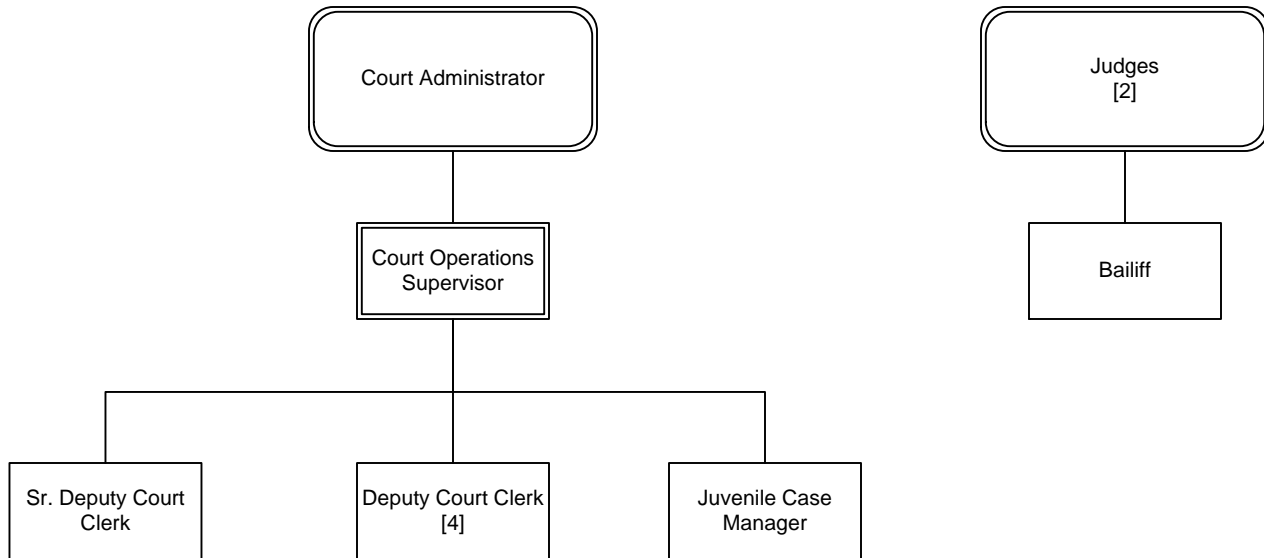 Court Administrator
Judges
[2]
Court Operations
Supervisor
Bailiff
Sr. Deputy Court
Clerk
Deputy Court Clerk
[4]
Juvenile Case
Manager